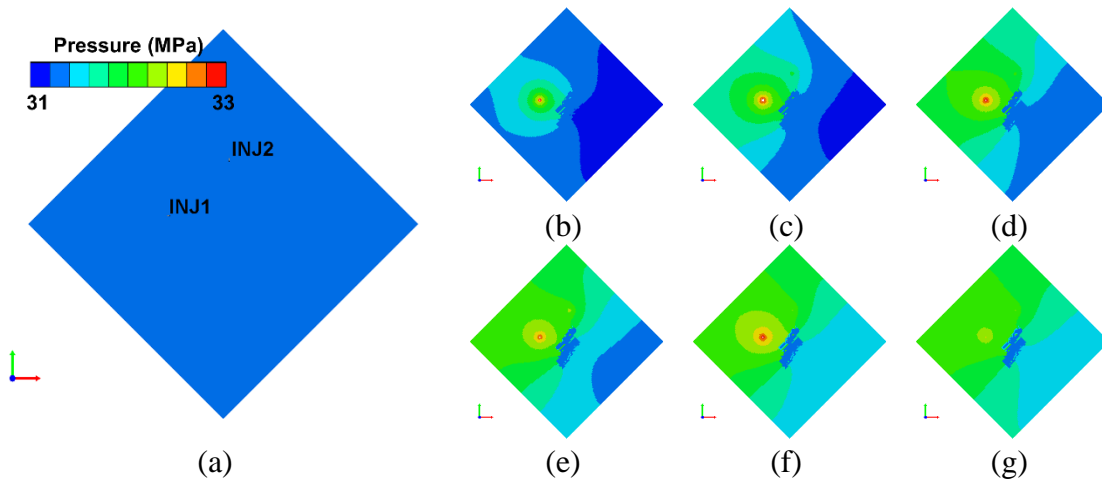 Pressure (MPa)
31 33
INJ2
INJ1
(a)
(b) (c) (d)
(e) (f) (g)